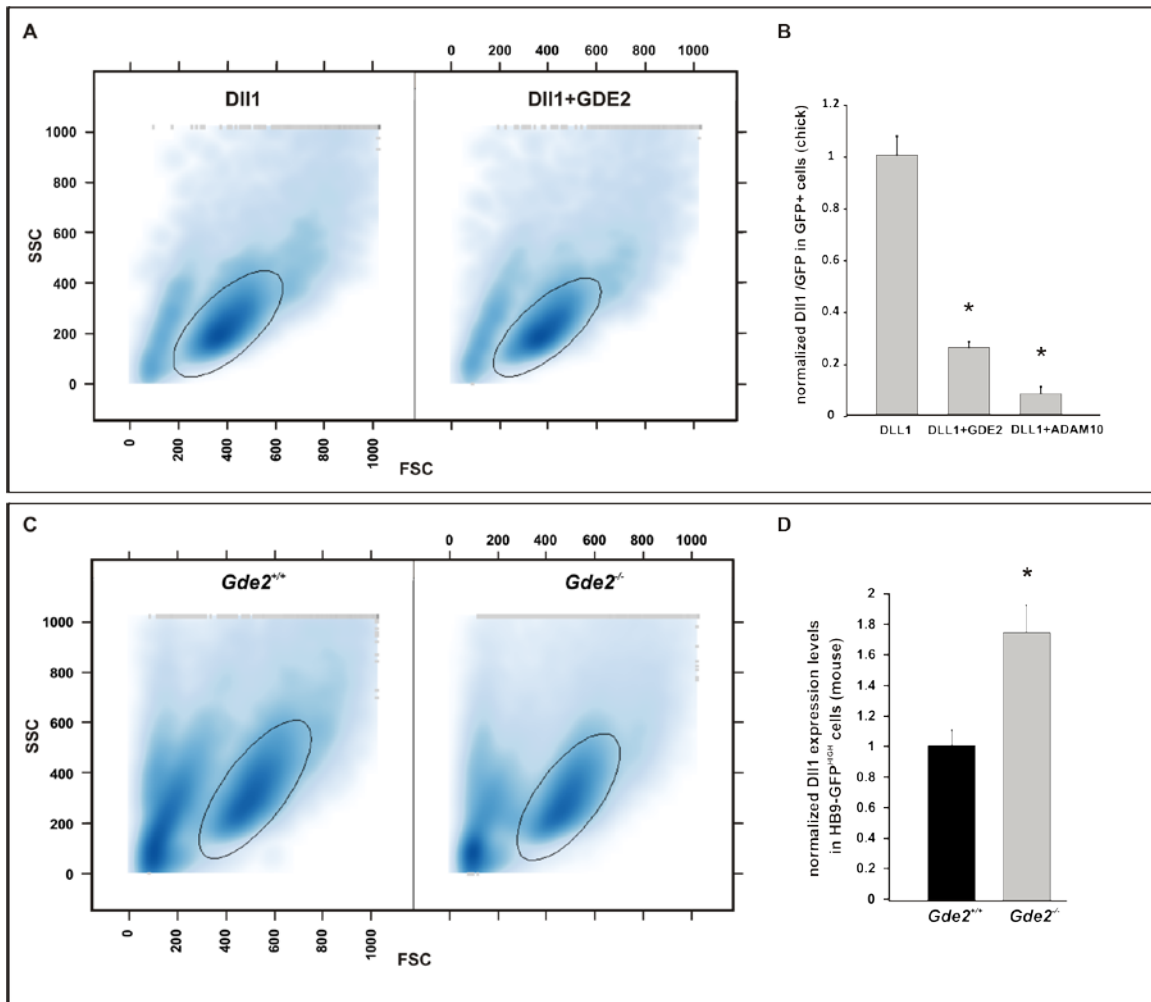 A
0 200 400 600 800 1000
Dll1
Dll1+GDE2
1000
800
600
400
200
0
SSC
0 200 400 600 800 1000
FSC
B
1.2
1
0.8
0.6
0.4
0.2
0
normalized Dll1 /GFP in GFP+ cells (chick)
*
*
DLL1 DLL1+GDE2 DLL1+ADAM10
C
0 200 400 600 800 1000
Gde2+/+
Gde2-/-
1000
800
600
400
200
0
SSC
0 200 400 600 800 1000
FSC
D
2
1.8
1.6
1.4
1.2
1
0.8
0.6
0.4
0.2
0
normalized Dll1 expression levels
in HB9-GFPHIGH cells (mouse)
*
Gde2+/+ Gde2-/-